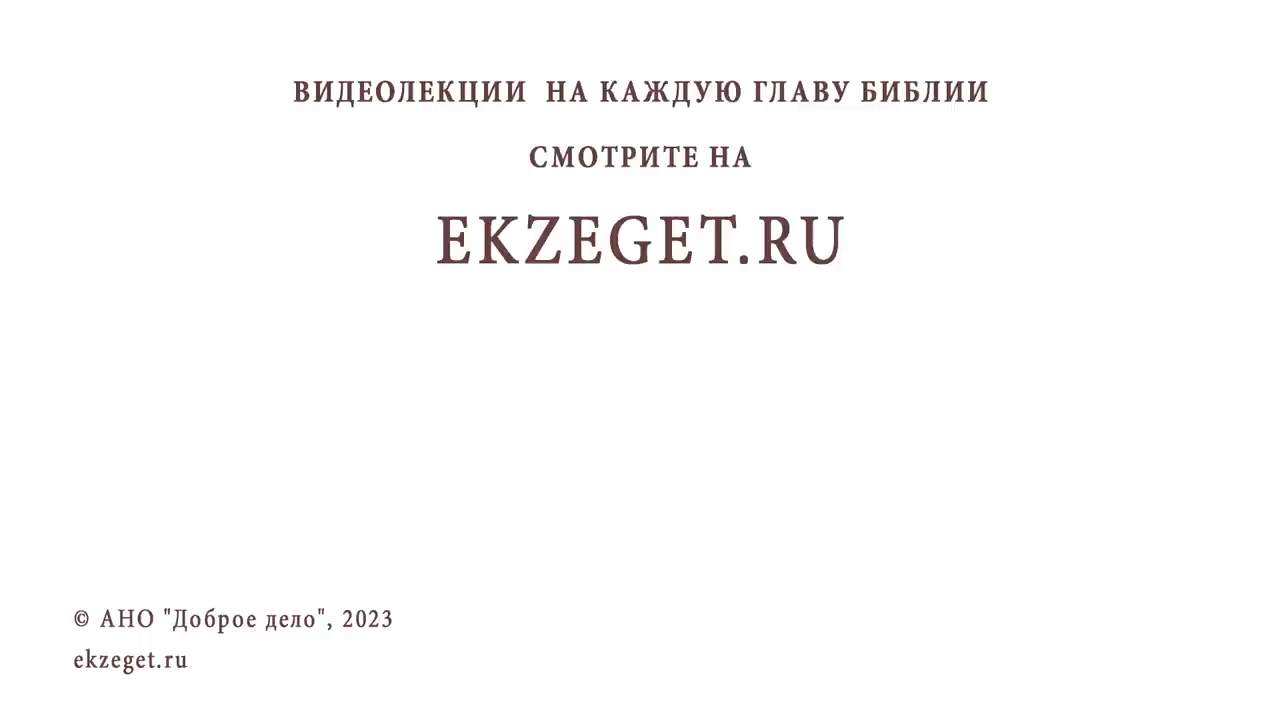 ВИДЕОЛЕКЦИИ НА КАЖДУЮ ГЛАВУ БИБЛИИ
СМОТРИТЕ НА
EKZEGET.RU
© АНО "Доброе дело", 2023
ekzeget.ru